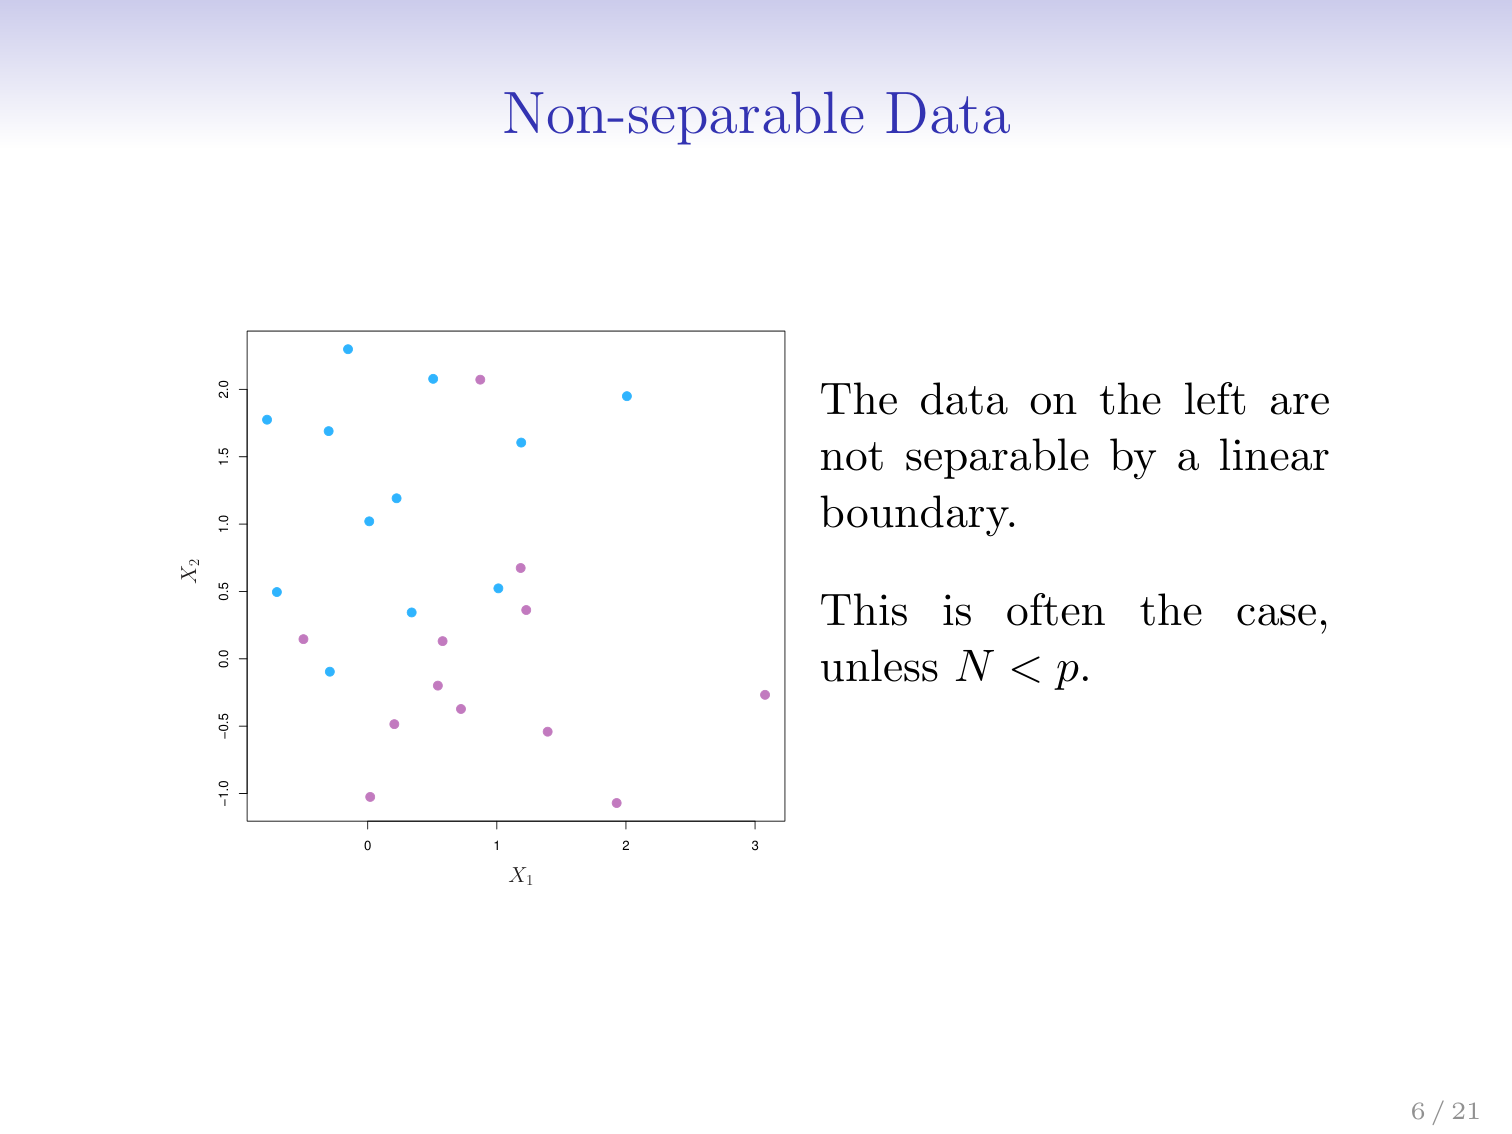 Non-separable Data
2.0
1.5
1.0
0.5
0.0
−0.5
−1.0
X₂
0 1 2 3
X₁
The data on the left are
not separable by a linear
boundary.
This is often the case,
unless N < p.
6 / 21